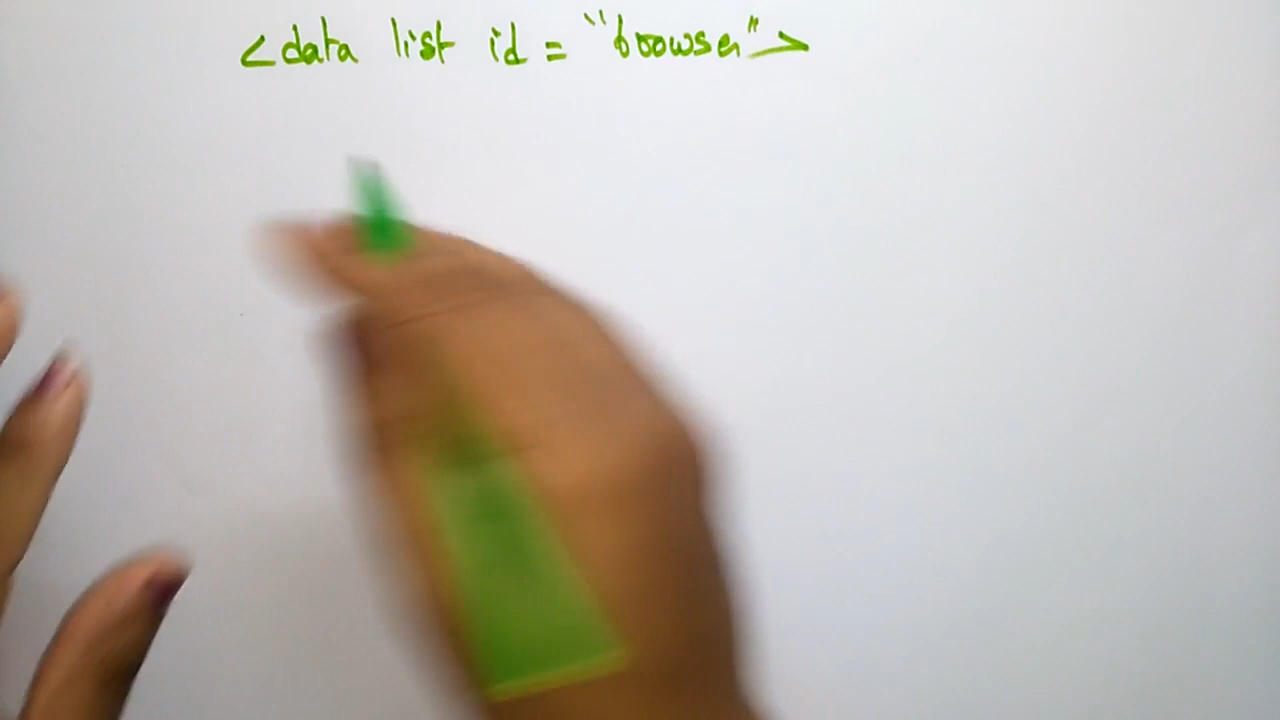 <data list id = "browser">